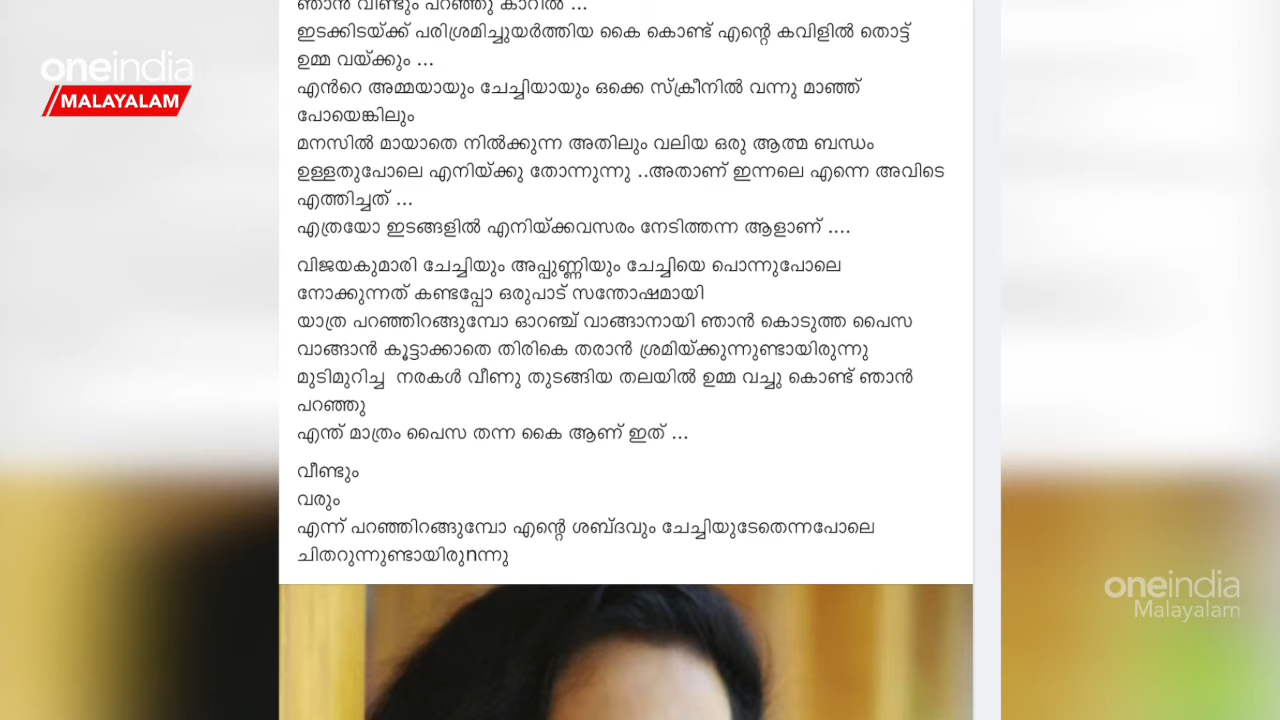 ഞാൻ വീണ്ടും പറഞ്ഞു കാറിൽ ...
ഇടക്കിടയ്ക്ക് പരിശ്രമിച്ചുയർത്തിയ കൈ കൊണ്ട് എന്റെ കവിളിൽ തൊട്ട്
ഉമ്മ വയ്ക്കും ...
എൻറെ അമ്മയായും ചേച്ചിയായും ഒക്കെ സ്ക്രീനിൽ വന്നു മാഞ്ഞ്
പോയെങ്കിലും
മനസിൽ മായാതെ നിൽക്കുന്ന അതിലും വലിയ ഒരു ആത്മ ബന്ധം
ഉള്ളതുപോലെ എനിയ്ക്കു തോന്നുന്നു ..അതാണ് ഇന്നലെ എന്നെ അവിടെ
എത്തിച്ചത് ...
എത്രയോ ഇടങ്ങളിൽ എനിയ്ക്കവസരം നേടിത്തന്ന ആളാണ് ....
വിജയകുമാരി ചേച്ചിയും അപ്പുണ്ണിയും ചേച്ചിയെ പൊന്നുപോലെ
നോക്കുന്നത് കണ്ടപ്പോ ഒരുപാട് സന്തോഷമായി
യാത്ര പറഞ്ഞിറങ്ങുമ്പോ ഓറഞ്ച് വാങ്ങാനായി ഞാൻ കൊടുത്ത പൈസ
വാങ്ങാൻ കൂട്ടാക്കാതെ തിരികെ തരാൻ ശ്രമിയ്ക്കുന്നുണ്ടായിരുന്നു
മുടിമുറിച്ച നരകൾ വീണു തുടങ്ങിയ തലയിൽ ഉമ്മ വച്ചു കൊണ്ട് ഞാൻ
പറഞ്ഞു
എന്ത് മാത്രം പൈസ തന്ന കൈ ആണ് ഇത് ...
വീണ്ടും
വരും
എന്ന് പറഞ്ഞിറങ്ങുമ്പോ എന്റെ ശബ്ദവും ചേച്ചിയുടേതെന്നപോലെ
ചിതറുന്നുണ്ടായിരുnന്നു
oneindia
MALAYALAM
oneindia
Malayalam